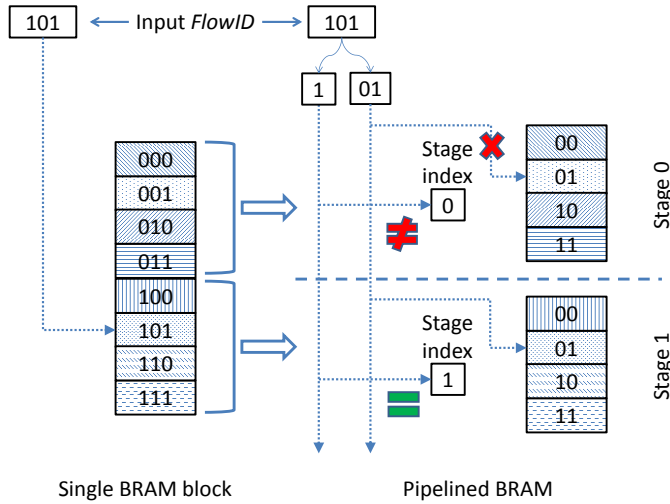 101
Input FlowID
101
1
01
000
001
010
011
100
101
110
111
Stage
index
0
≠
00
01
10
11
Stage 0
Stage
index
1
=
00
01
10
11
Stage 1
Single BRAM block
Pipelined BRAM